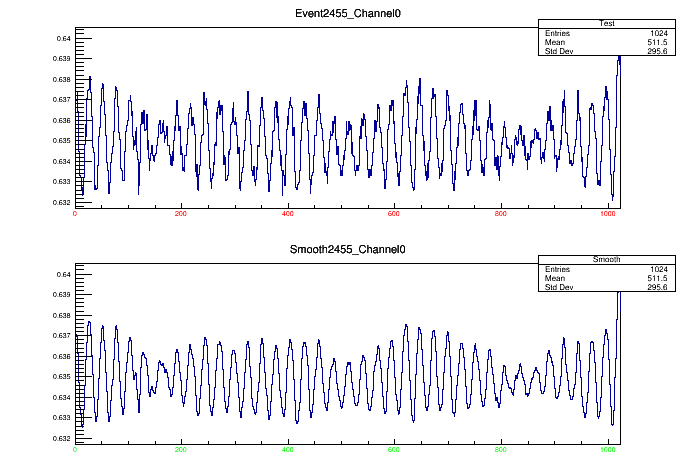 Event2455_Channel0
Test
Entries 1024
Mean 511.5
Std Dev 295.6
0.64
0.639
0.638
0.637
0.636
0.635
0.634
0.633
0.632
0 200 400 600 800 1000
Smooth2455_Channel0
Smooth
Entries 1024
Mean 511.5
Std Dev 295.6
0.64
0.639
0.638
0.637
0.636
0.635
0.634
0.633
0.632
0 200 400 600 800 1000